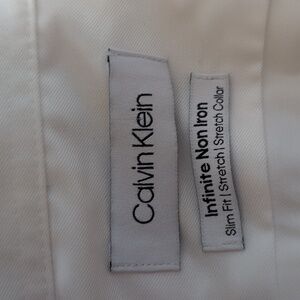 Calvin Klein
Infinite Non Iron
Slim Fit | Stretch | Stretch Collar